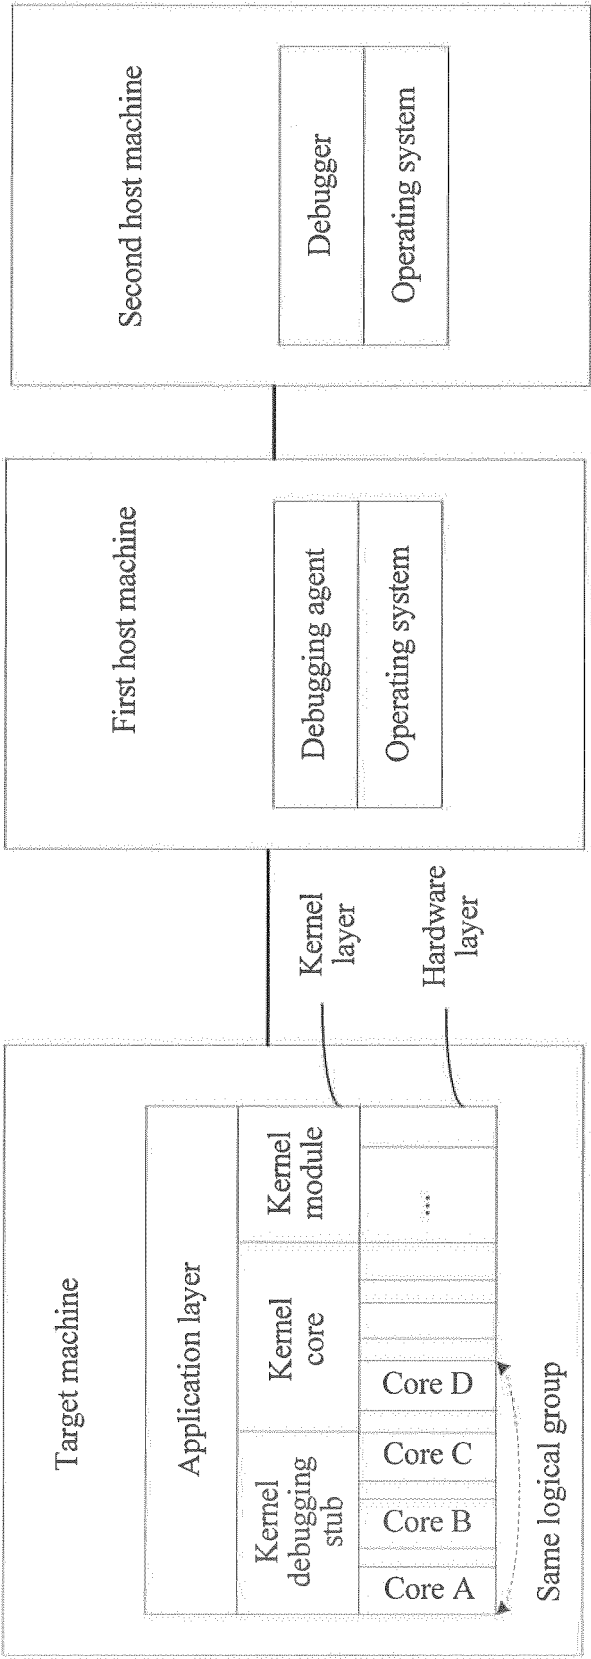 Target machine
Application layer
Kernel
debugging
stub
Kernel
core
Kernel
module
Core A
Core B
Core C
Core D
...
Same logical group
Kernel
layer
Hardware
layer
First host machine
Debugging agent
Operating system
Second host machine
Debugger
Operating system